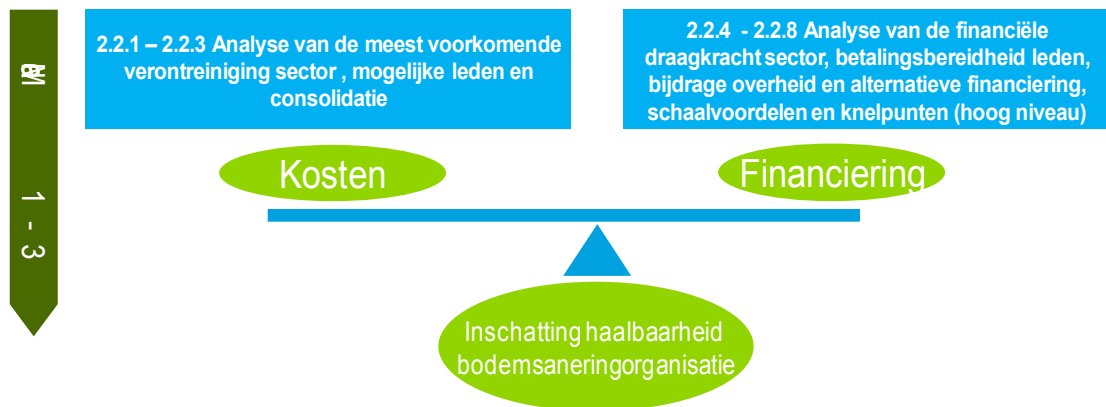 2.2.1 – 2.2.3 Analyse van de meest voorkomende
verontreiniging sector , mogelijke leden en
consolidatie
2.2.4 - 2.2.8 Analyse van de financiële
draagkracht sector, betalingsbereidheid leden,
bijdrage overheid en alternatieve financiering,
schaalvoordelen en knelpunten (hoog niveau)
Kosten
Financiering
Inschatting haalbaarheid
bodemsaneringorganisatie
1 - 3